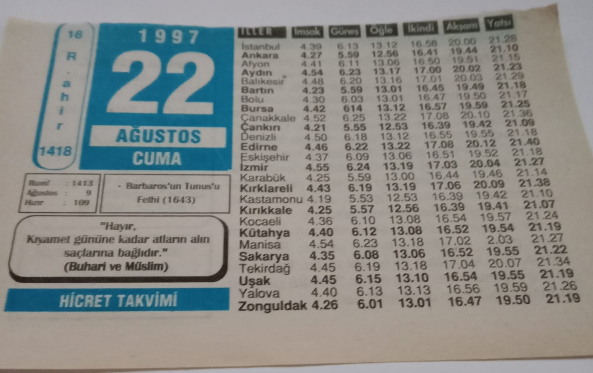 1997
16
R.ahir
1418
22
AĞUSTOS
CUMA
Rumi : 1413
Ağustos : 9
Hızır : 109
- Barbaros'un Tunus'u
Fethi (1643)
"Hayır,
Kıyamet gününe kadar atların alın
saçlarına bağlıdır."
(Buhari ve Müslim)
HİCRET TAKVİMİ
İLLER İmsak Güneş Öğle İkindi Akşam Yatsı
İstanbul 4.39 6.13 13.12 16.58 20.00 21.28
Ankara 4.27 5.59 12.56 16.41 19.44 21.10
Afyon 4.41 6.11 13.06 16.50 19.51 21.15
Aydın 4.54 6.23 13.17 17.00 20.02 21.23
Balıkesir 4.48 6.20 13.16 17.01 20.03 21.29
Bartın 4.23 5.59 13.01 16.45 19.49 21.18
Bolu 4.30 6.03 13.01 16.47 19.50 21.17
Bursa 4.42 614 13.12 16.57 19.59 21.25
Çanakkale 4.52 6.25 13.22 17.08 20.10 21.36
Çankırı 4.21 5.55 12.53 16.39 19.42 21.09
Denizli 4.50 6.18 13.12 16.55 19.55 21.18
Edirne 4.46 6.22 13.22 17.08 20.12 21.40
Eskişehir 4.37 6.09 13.06 16.51 19.52 21.18
İzmir 4.55 6.24 13.19 17.03 20.04 21.27
Karabük 4.25 5.59 13.00 16.44 19.46 21.14
Kırklareli 4.43 6.19 13.19 17.06 20.09 21.38
Kastamonu 4.19 5.53 12.53 16.39 19.42 21.10
Kırıkkale 4.25 5.57 12.56 16.39 19.41 21.07
Kocaeli 4.36 6.10 13.08 16.54 19.57 21.24
Kütahya 4.40 6.12 13.08 16.52 19.54 21.19
Manisa 4.54 6.23 13.18 17.02 2.03 21.27
Sakarya 4.35 6.08 13.06 16.52 19.55 21.22
Tekirdağ 4.45 6.19 13.18 17.04 20.07 21.34
Uşak 4.45 6.15 13.10 16.54 19.55 21.19
Yalova 4.40 6.13 13.13 16.56 19.59 21.26
Zonguldak 4.26 6.01 13.01 16.47 19.50 21.19